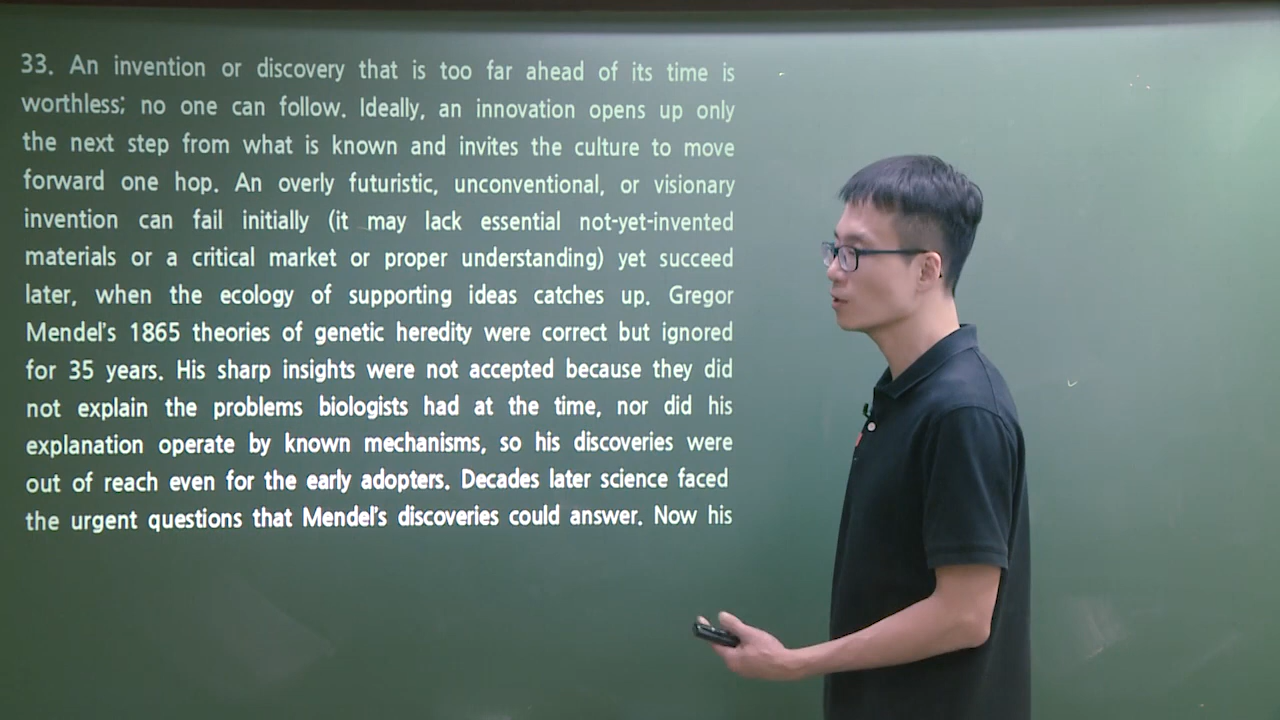 33. An invention or discovery that is too far ahead of its time is
worthless; no one can follow. Ideally, an innovation opens up only
the next step from what is known and invites the culture to move
forward one hop. An overly futuristic, unconventional, or visionary
invention can fail initially (it may lack essential not-yet-invented
materials or a critical market or proper understanding) yet succeed
later, when the ecology of supporting ideas catches up. Gregor
Mendel's 1865 theories of genetic heredity were correct but ignored
for 35 years. His sharp insights were not accepted because they did
not explain the problems biologists had at the time, nor did his
explanation operate by known mechanisms, so his discoveries were
out of reach even for the early adopters. Decades later science faced
the urgent questions that Mendel's discoveries could answer. Now his